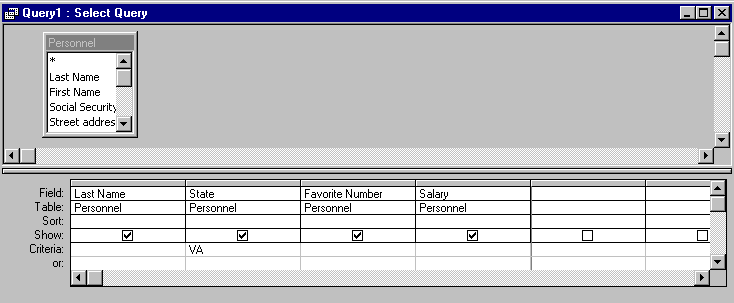 Query1 : Select Query
Personnel
*
Last Name
First Name
Social Security
Street addres
Field: Last Name State Favorite Number Salary
Table: Personnel Personnel Personnel Personnel
Sort:
Show:
Criteria: VA
or: